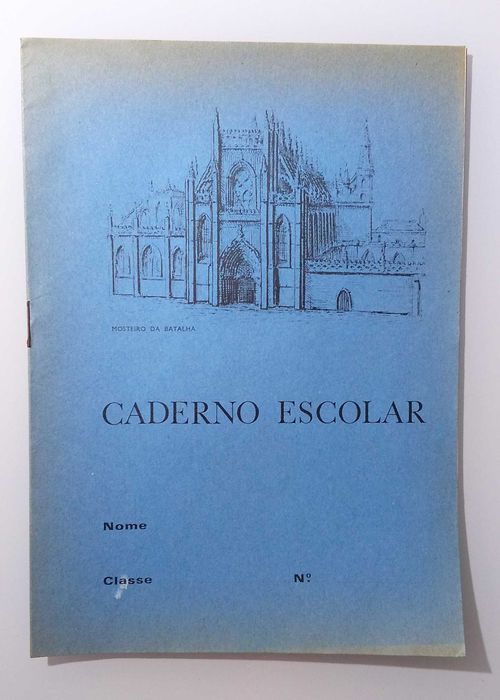 MOSTEIRO DA BATALHA
CADERNO ESCOLAR
Nome
Classe Nº.